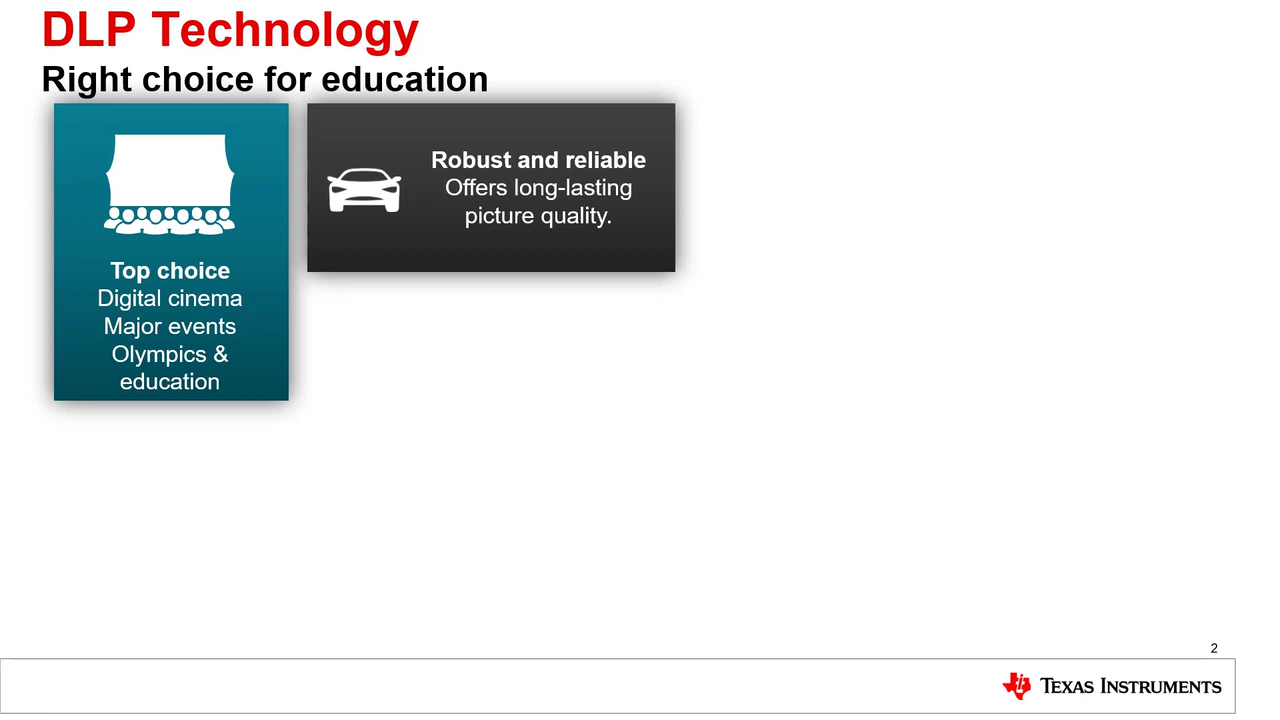 DLP Technology
Right choice for education
Top choice
Digital cinema
Major events
Olympics &
education
Robust and reliable
Offers long-lasting
picture quality.
2
TEXAS INSTRUMENTS